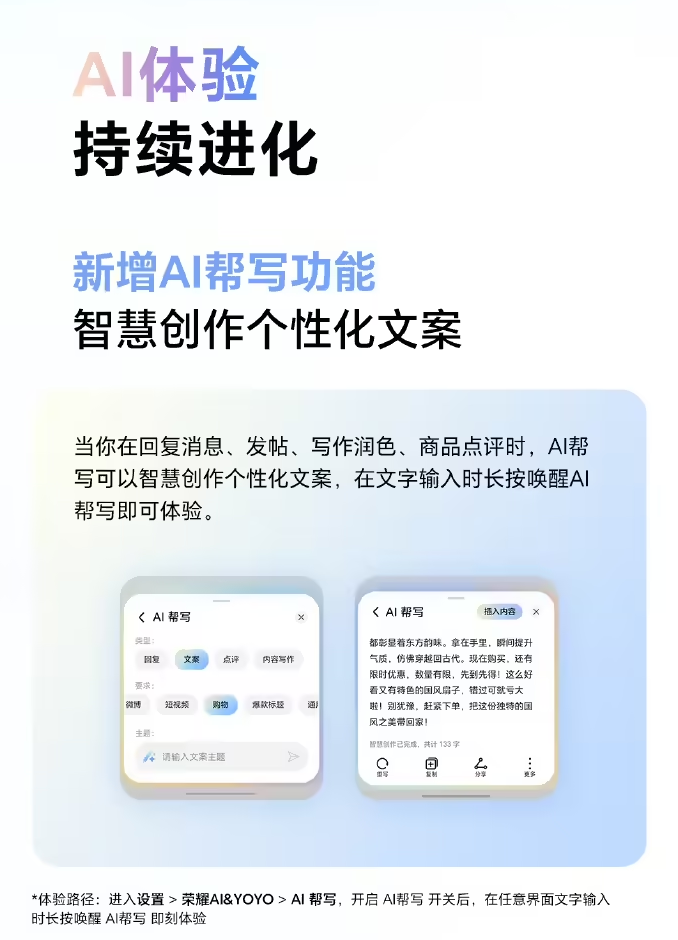 AI体验
持续进化
新增AI帮写功能
智慧创作个性化文案
当你在回复消息、发帖、写作润色、商品点评时，AI帮
写可以智慧创作个性化文案，在文字输入时长按唤醒AI
帮写即可体验。
AI 帮写
类型：
回复 文案 点评 内容写作
要求：
微博 短视频 购物 爆款标题
主题：
请输入文案主题
AI 帮写 插入内容
都彰显着东方韵味。拿在手里，瞬间提升
气质，仿佛穿越回古代。现在购买，还有
限时优惠，数量有限，先到先得！这么好
看又有特色的国风扇子，错过可就亏大
啦！别犹豫，赶紧下单，把这份独特的国
风之美带回家！
智慧创作已完成，共计 133 字
重写 复制 分享 更多
*体验路径：进入设置 > 荣耀AI&YOYO > AI 帮写，开启 AI帮写 开关后，在任意界面文字输入
时长按唤醒 AI帮写 即刻体验